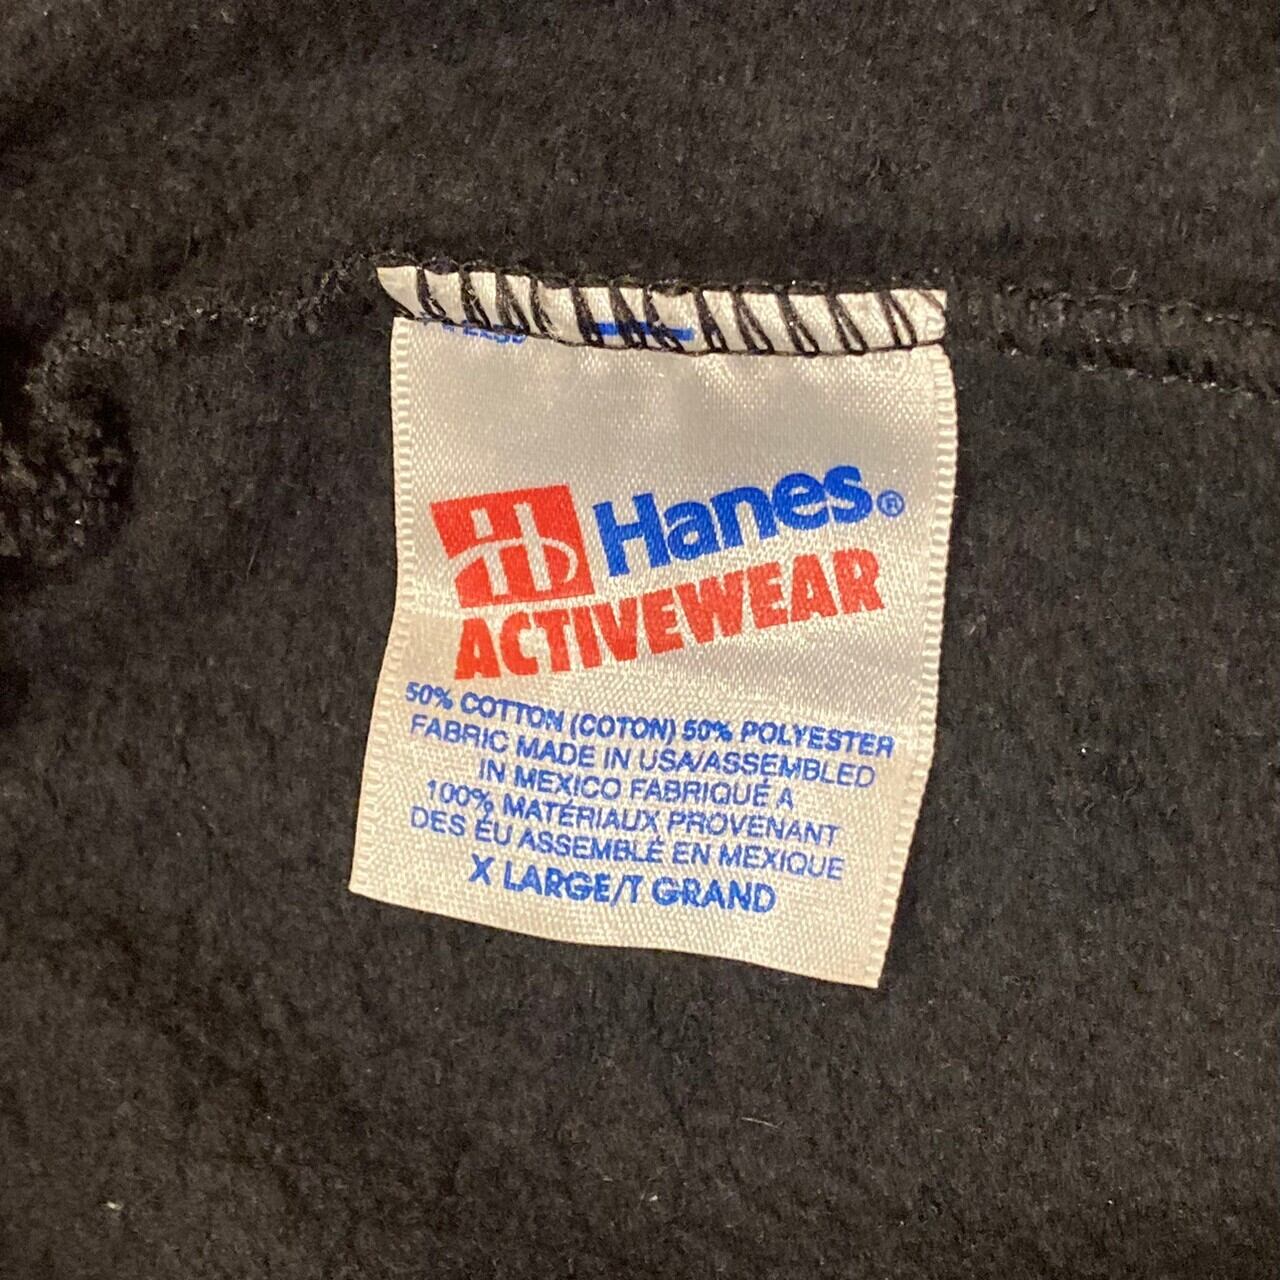 Hanes®
ACTIVEWEAR
50% COTTON (COTON) 50% POLYESTER
FABRIC MADE IN USA/ASSEMBLED
IN MEXICO FABRIQUÉ À
100% MATÉRIAUX PROVENANT
DES ÉU ASSEMBLÉ EN MEXIQUE
X LARGE/T GRAND